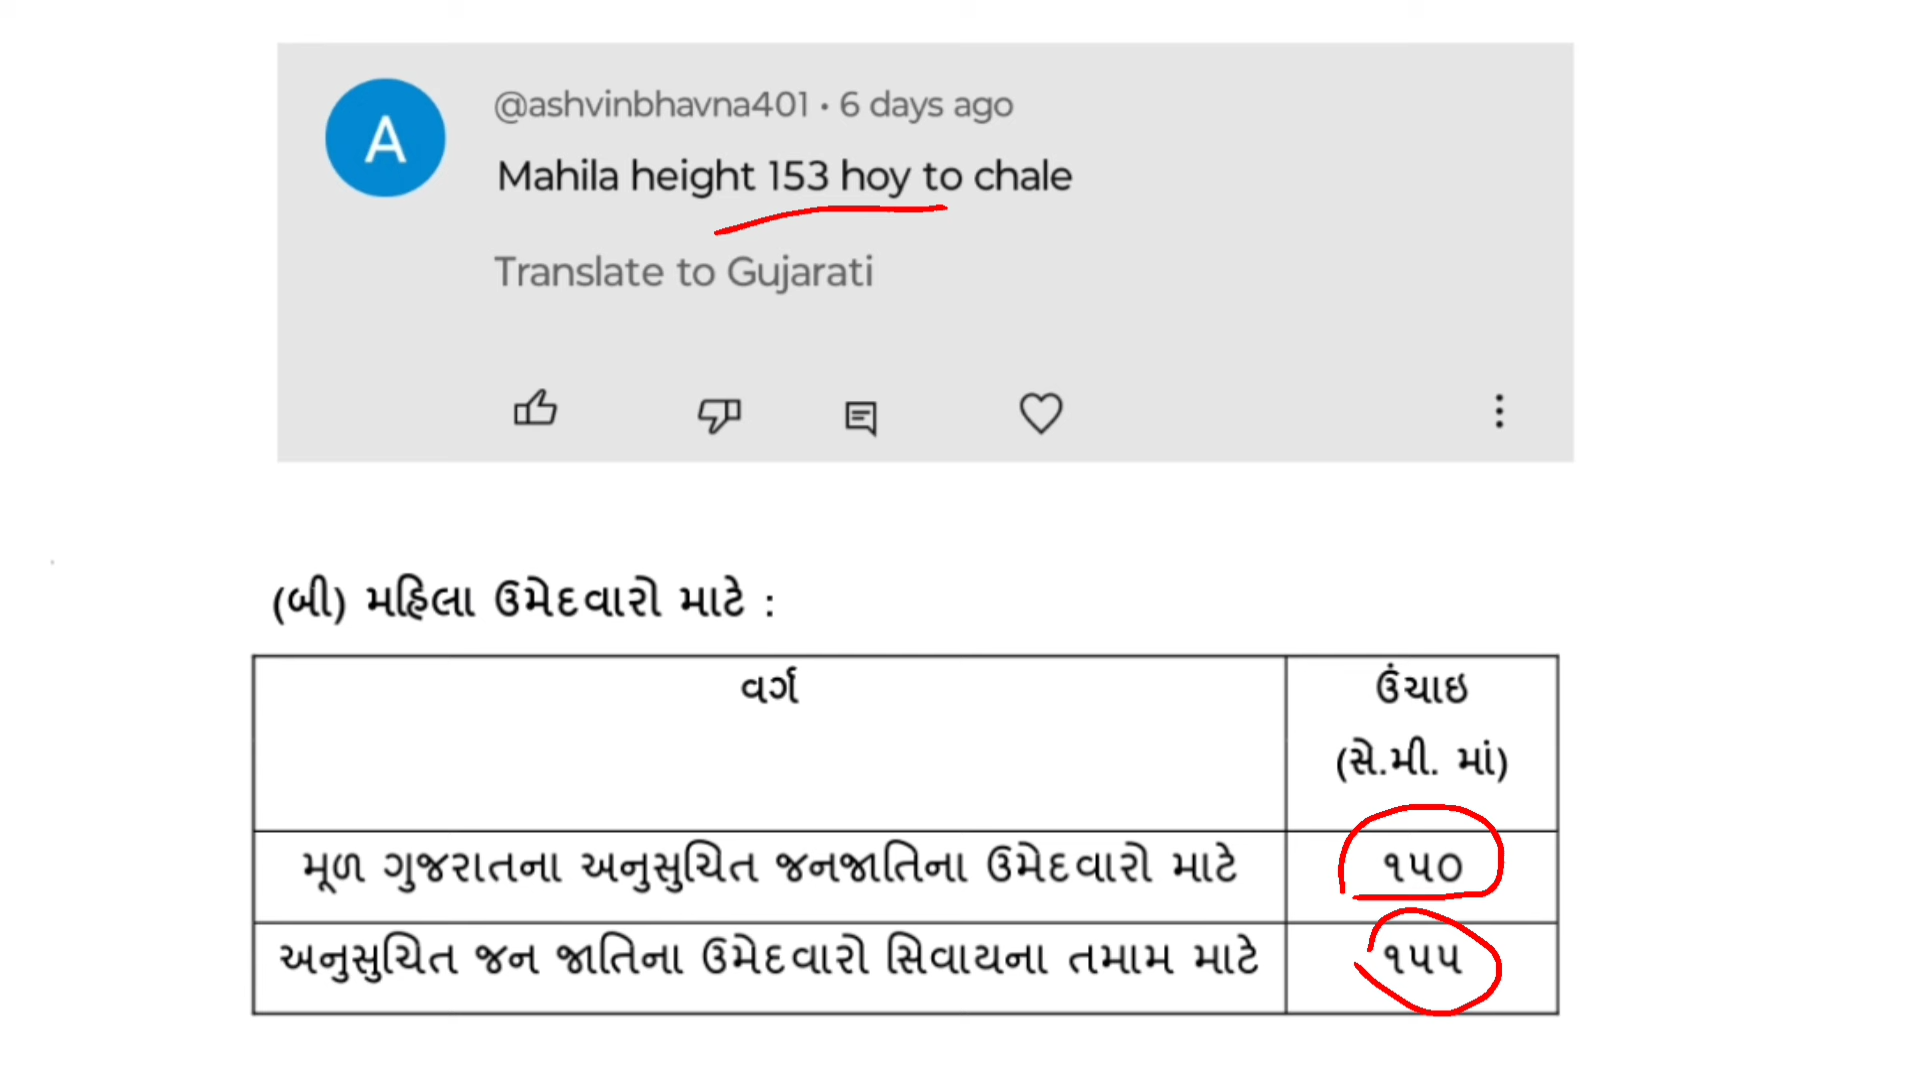 A
@ashvinbhavna401 • 6 days ago
Mahila height 153 hoy to chale
Translate to Gujarati
(બી) મહિલા ઉમેદવારો માટે :
વર્ગ
ઉંચાઇ
(સે.મી. માં)
મૂળ ગુજરાતના અનુસુચિત જનજાતિના ઉમેદવારો માટે ૧૫૦
અનુસુચિત જન જાતિના ઉમેદવારો સિવાયના તમામ માટે ૧૫૫